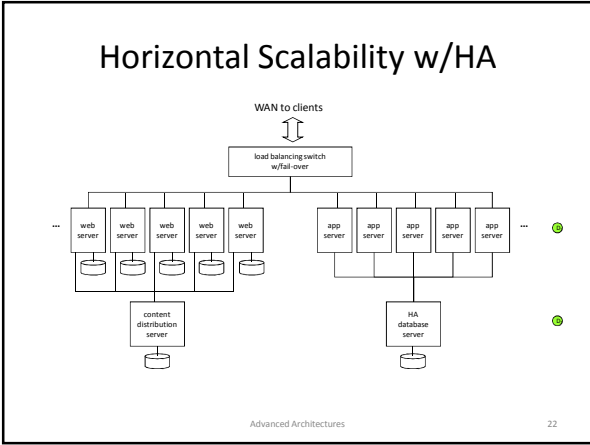 Horizontal Scalability w/HA
WAN to clients
load balancing switch
w/fail-over
...
web
server
web
server
web
server
web
server
web
server
app
server
app
server
app
server
app
server
app
server
...
content
distribution
server
HA
database
server
Advanced Architectures
22